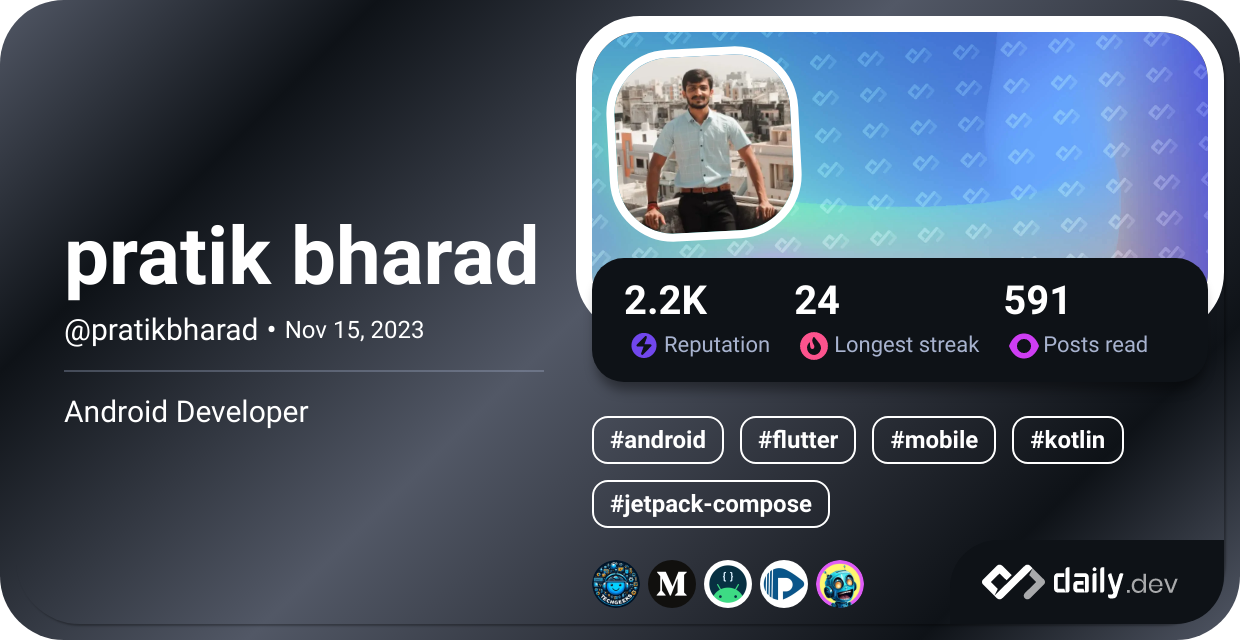 pratik bharad
@pratikbharad • Nov 15, 2023
Android Developer
2.2K 24 591
Reputation Longest streak Posts read
#android #flutter #mobile #kotlin
#jetpack-compose
TECHGEEKS M {} P
daily.dev